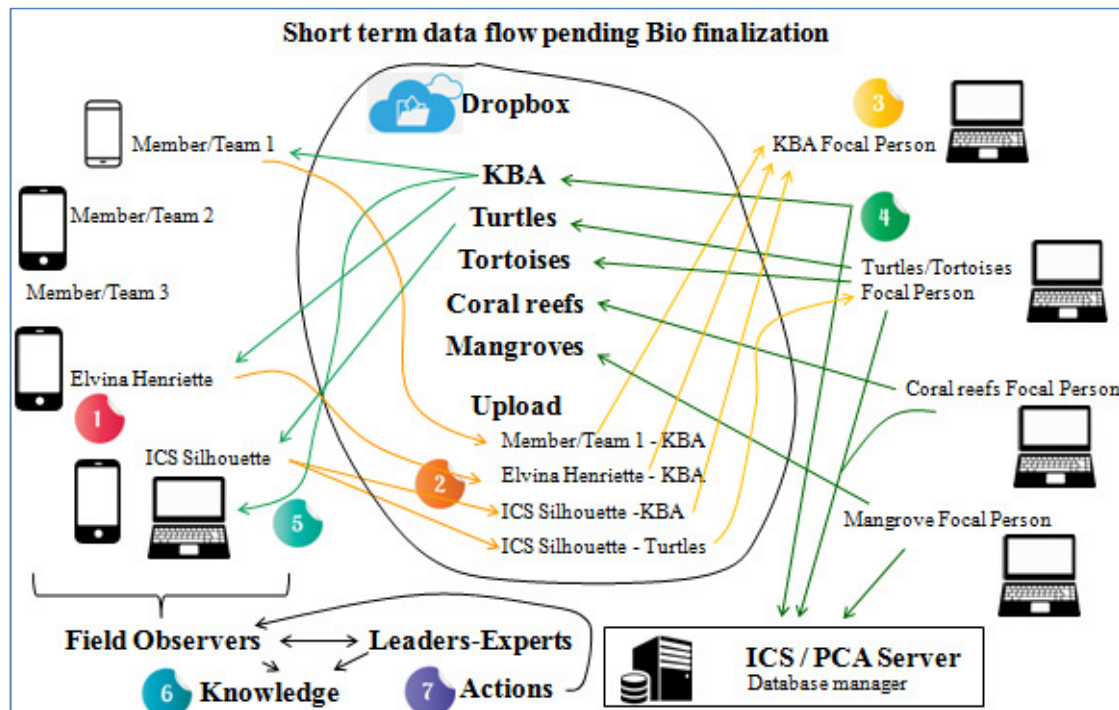 Short term data flow pending Bio finalization
Dropbox
3
Member/Team 1
KBA Focal Person
KBA
4
Member/Team 2
Turtles
Tortoises
Turtles/Tortoises
Focal Person
Member/Team 3
Coral reefs
Mangroves
Elvina Henriette
Coral reefs Focal Person
1
Upload
Member/Team 1 - KBA
ICS Silhouette
2
Elvina Henriette - KBA
5
ICS Silhouette -KBA
Mangrove Focal Person
ICS Silhouette - Turtles
Field Observers
Leaders-Experts
ICS / PCA Server
Database manager
6
Knowledge
7
Actions